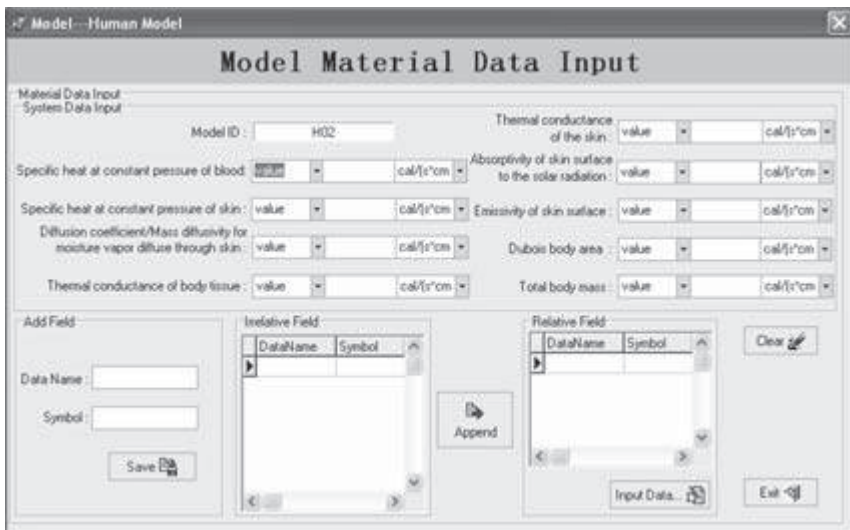 Model---Human Model
Model Material Data Input
Material Data Input
System Data Input
Model ID : H02
Specific heat at constant pressure of blood: value cal/[s*cm
Specific heat at constant pressure of skin : value cal/[s*cm
Diffusion coefficient/Mass diffusivity for
moisture vapor diffuse through skin : value cal/[s*cm
Thermal conductance of body tissue : value cal/[s*cm
Thermal conductance
of the skin : value cal/[s*cm
Absorptivity of skin surface
to the solar radiation : value cal/[s*cm
Emissivity of skin surface : value cal/[s*cm
Dubois body area : value cal/[s*cm
Total body mass : value cal/[s*cm
Add Field
Data Name :
Symbol :
Save
Irrelative Field
DataName Symbol
Append
Relative Field
DataName Symbol
Input Data...
Clear
Exit